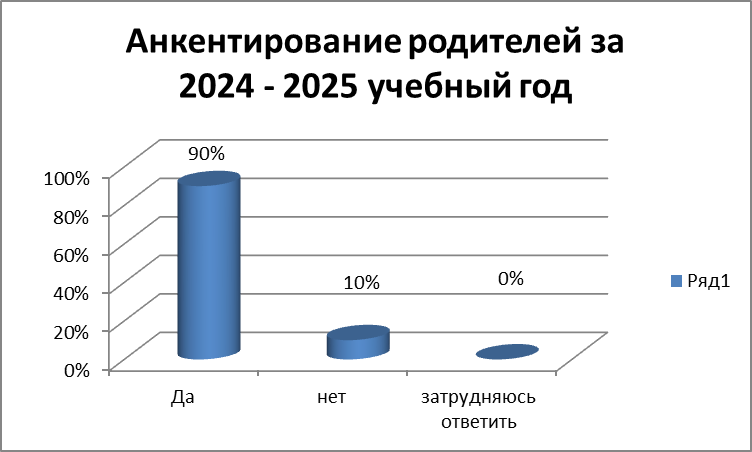 Анкентирование родителей за
2024 - 2025 учебный год
90%
100%
80%
60%
40%
20%
0%
10%
0%
Да
нет
затрудняюсь
ответить
Ряд1